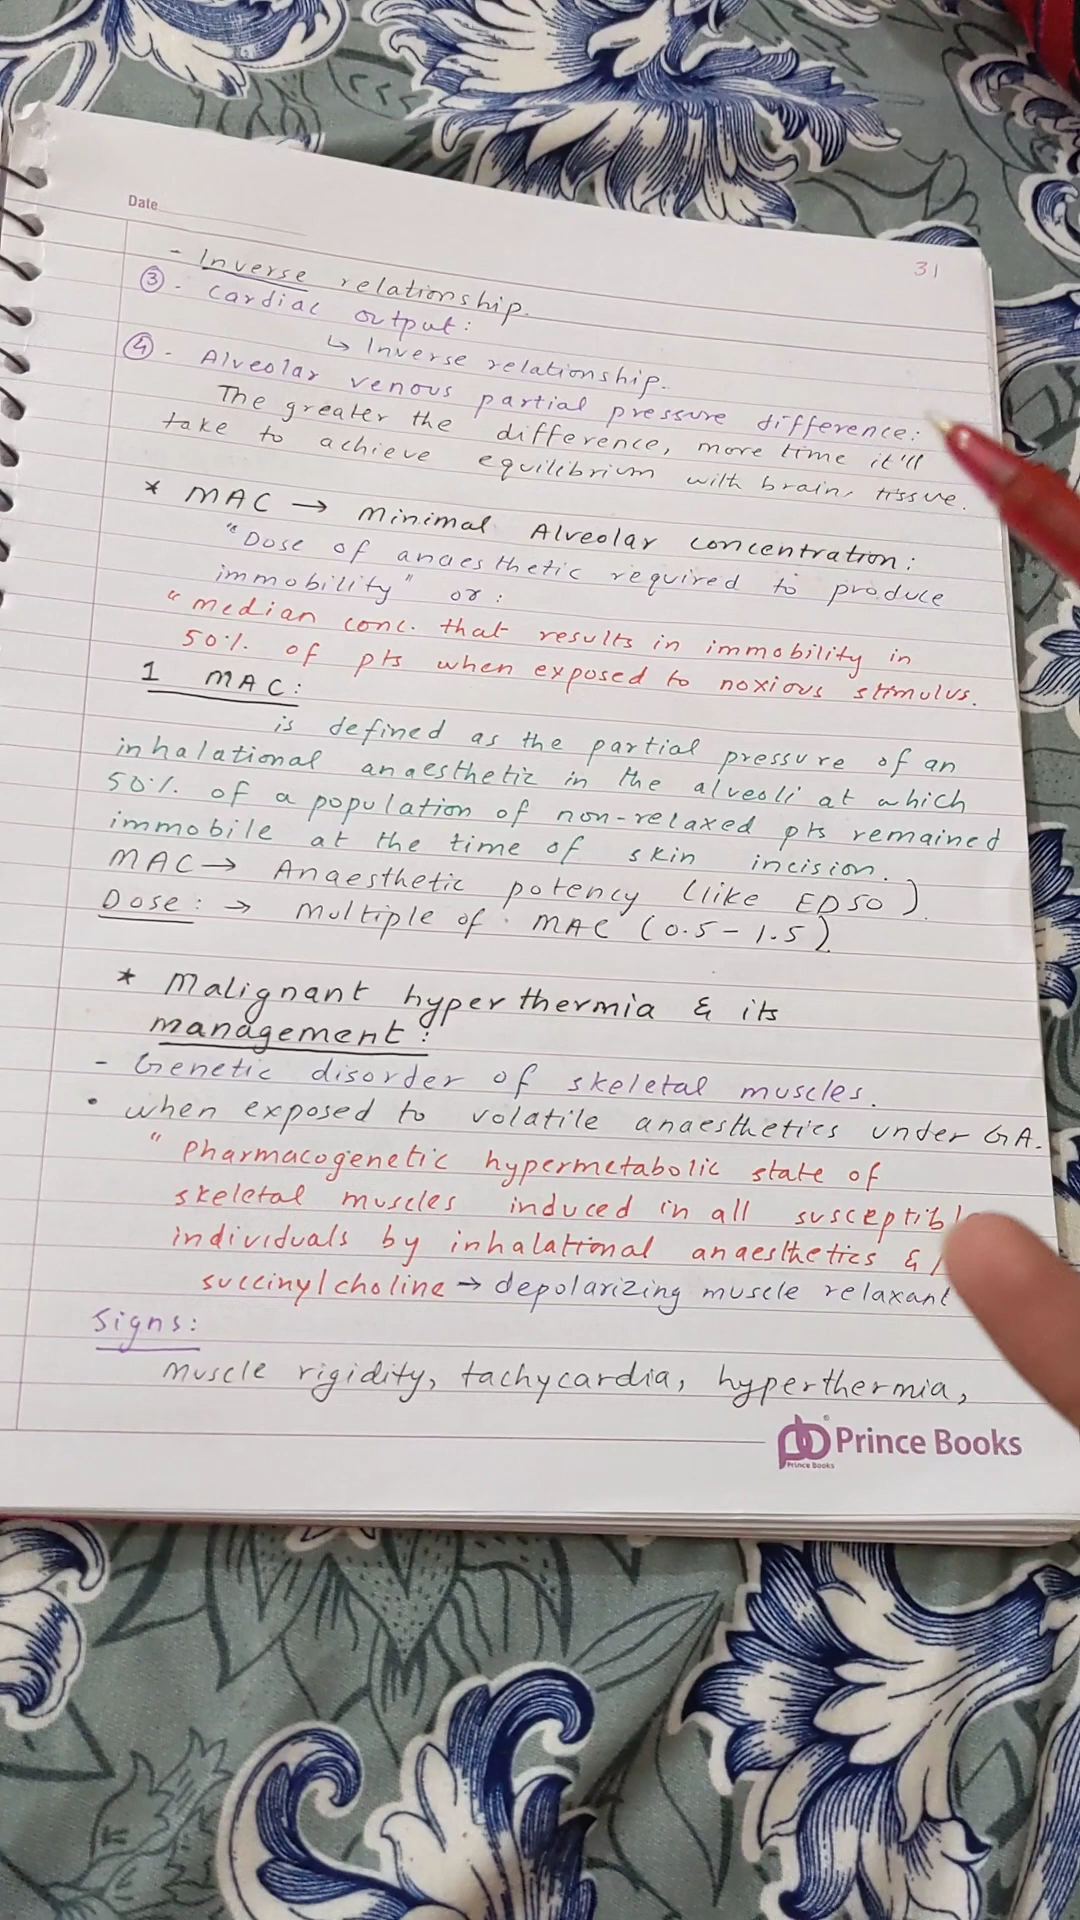 Date
31
- Inverse relationship.
③. Cardiac output:
↳ Inverse relationship.
④. Alveolar venous partial pressure difference:
The greater the difference, more time it'll
take to achieve equilibrium with brain tissue.
* MAC → Minimal Alveolar concentration:
"Dose of anaesthetic required to produce
immobility" or:
"median conc. that results in immobility in
50%. of pts when exposed to noxious stimulus.
1 MAC:
is defined as the partial pressure of an
inhalational anaesthetic in the alveoli at which
50%. of a population of non-relaxed pts remained
immobile at the time of skin incision.
MAC → Anaesthetic potency (like ED50).
Dose: → Multiple of MAC (0.5-1.5)
* Malignant hyperthermia & its
management:
- Genetic disorder of skeletal muscles.
• when exposed to volatile anaesthetics under GA.
"Pharmacogenetic hypermetabolic state of
skeletal muscles induced in all susceptible
individuals by inhalational anaesthetics &
succinylcholine → depolarizing muscle relaxant
Signs:
Muscle rigidity, tachycardia, hyperthermia,
pb Prince Books
Prince Books